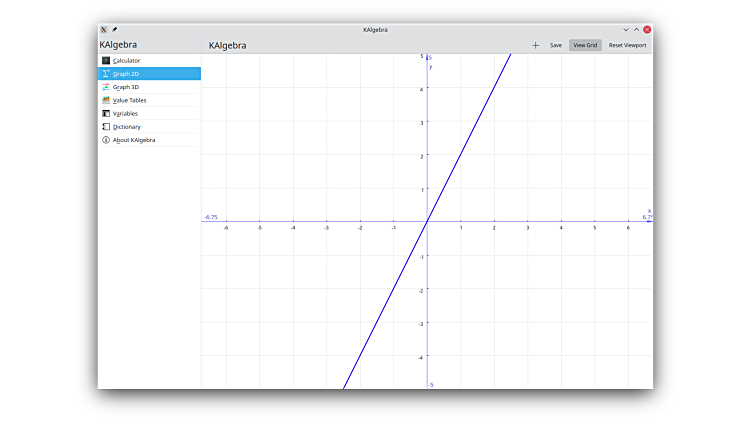 KAlgebra
KAlgebra
KAlgebra
Save
View Grid
Reset Viewport
Calculator
Graph 2D
Graph 3D
Value Tables
Variables
Dictionary
About KAlgebra
5
5
y
4
3
2
1
-6.75
x
6.7
-6 -5 -4 -3 -2 -1 1 2 3 4 5 6
-1
-2
-3
-4
-5